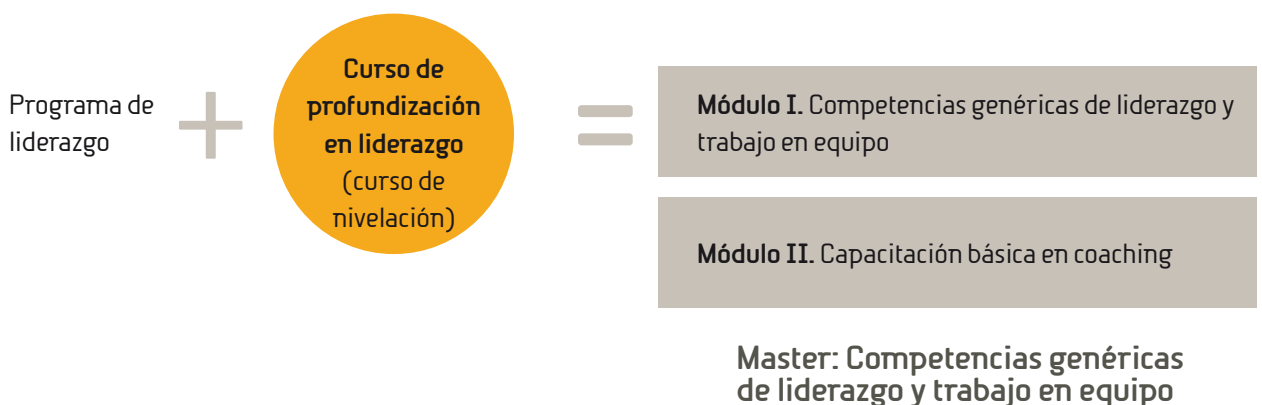 Programa de
liderazgo
Curso de
profundización
en liderazgo
(curso de
nivelación)
Módulo I. Competencias genéricas de liderazgo y
trabajo en equipo
Módulo II. Capacitación básica en coaching
Master: Competencias genéricas
de liderazgo y trabajo en equipo